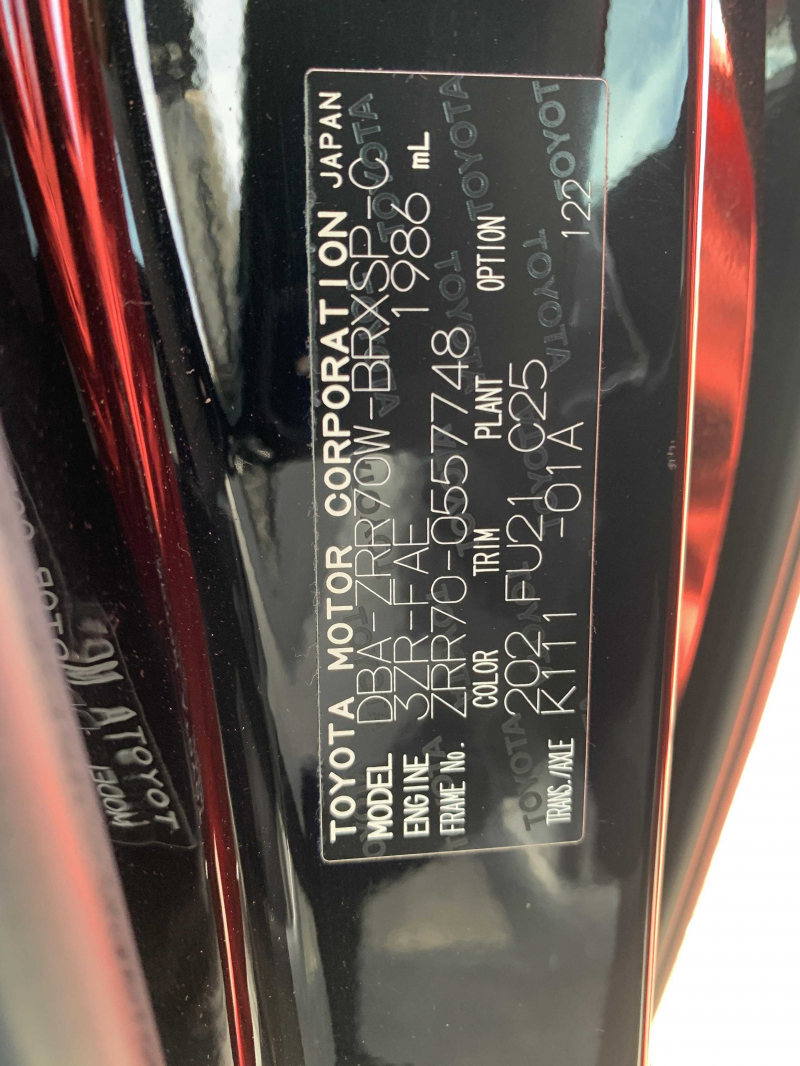 TOYOTA MOTOR CORPORATION JAPAN
MODEL DBA-ZRR70W-BRXSP-C
ENGINE 3ZR-FAE 1986 mL
FRAME No. ZRR70-0557748
COLOR TRIM PLANT OPTION
202 FU21 C25
TRANS./AXLE K111 -01A 122